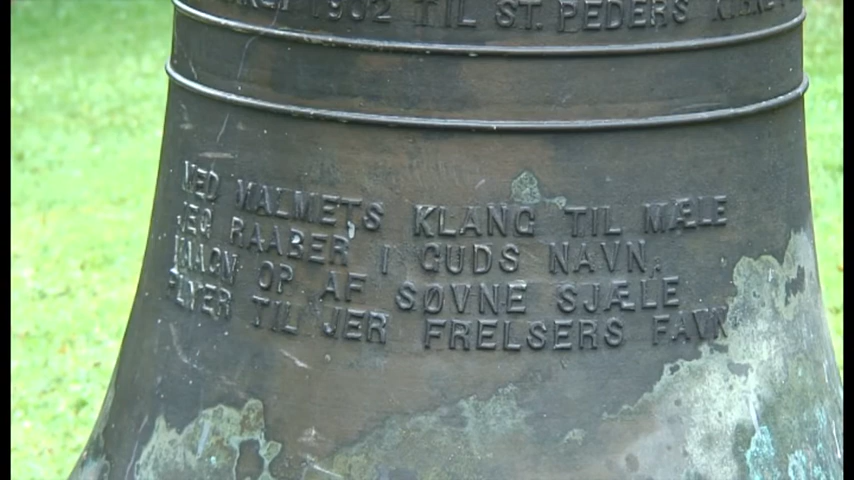 1902 TIL ST. PEDERS
MED MALMETS KLANG TIL MÆLE
JEG RAABER I GUDS NAVN,
VAAGN OP AF SØVNE SJÆLE
FLYER TIL JER FRELSERS FAVN